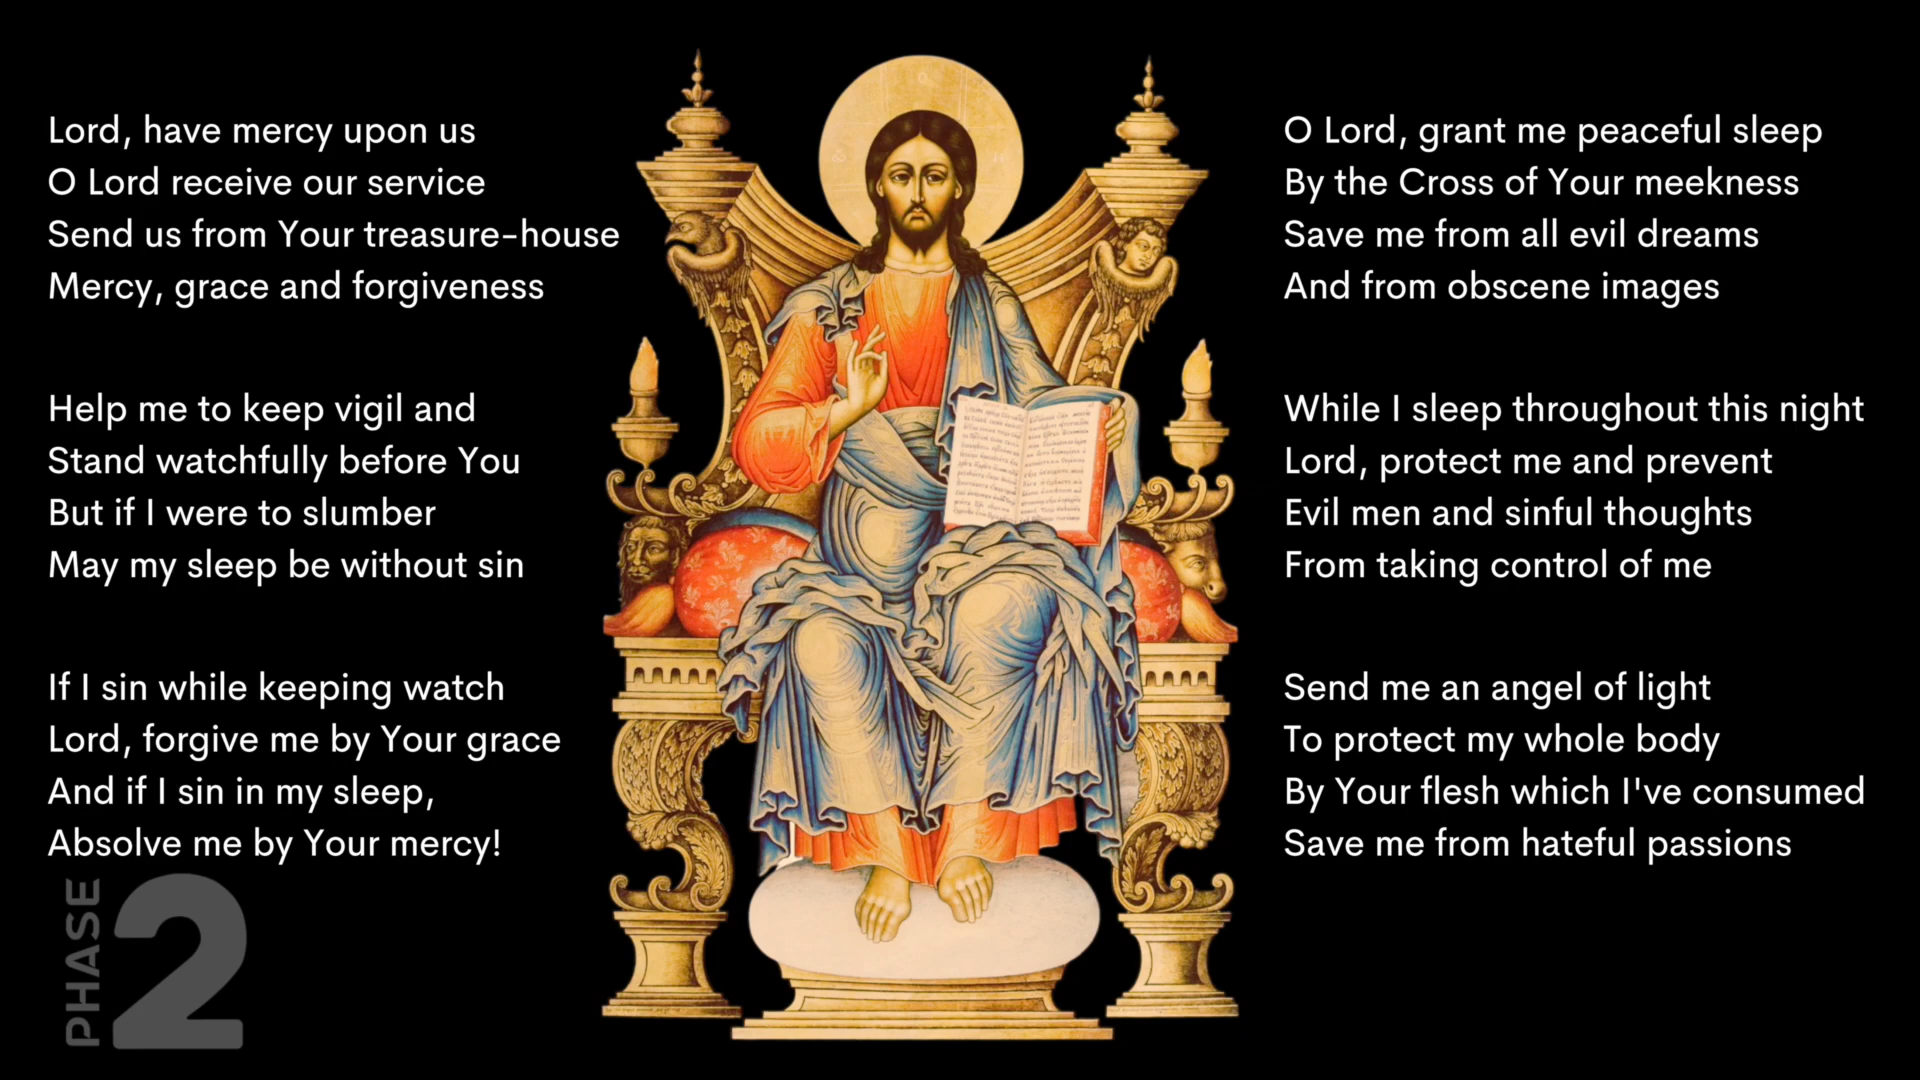 Lord, have mercy upon us
O Lord receive our service
Send us from Your treasure-house
Mercy, grace and forgiveness
Help me to keep vigil and
Stand watchfully before You
But if I were to slumber
May my sleep be without sin
If I sin while keeping watch
Lord, forgive me by Your grace
And if I sin in my sleep,
Absolve me by Your mercy!
PHASE 2
O Lord, grant me peaceful sleep
By the Cross of Your meekness
Save me from all evil dreams
And from obscene images
While I sleep throughout this night
Lord, protect me and prevent
Evil men and sinful thoughts
From taking control of me
Send me an angel of light
To protect my whole body
By Your flesh which I've consumed
Save me from hateful passions